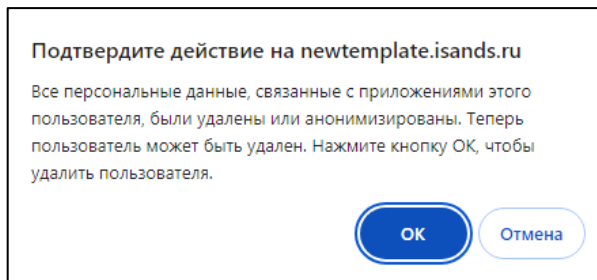 Подтвердите действие на newtemplate.isands.ru
Все персональные данные, связанные с приложениями этого
пользователя, были удалены или анонимизированы. Теперь
пользователь может быть удален. Нажмите кнопку ОК, чтобы
удалить пользователя.
ОК
Отмена